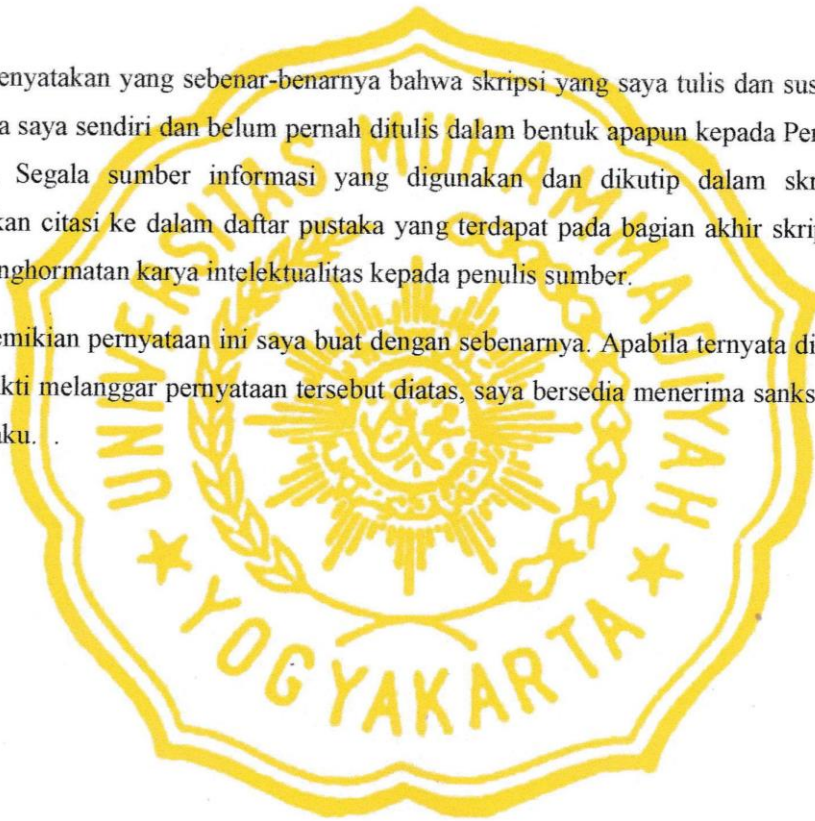 enyatakan yang sebenar-benarnya bahwa skripsi yang saya tulis dan sus
a saya sendiri dan belum pernah ditulis dalam bentuk apapun kepada Per
Segala sumber informasi yang digunakan dan dikutip dalam skr
kan citasi ke dalam daftar pustaka yang terdapat pada bagian akhir skrip
nghormatan karya intelektualitas kepada penulis sumber.
emikian pernyataan ini saya buat dengan sebenarnya. Apabila ternyata di
kti melanggar pernyataan tersebut diatas, saya bersedia menerima sanks
ku. .
UNIVERSITAS MUHAMMADIYAH
★ YOGYAKARTA ★